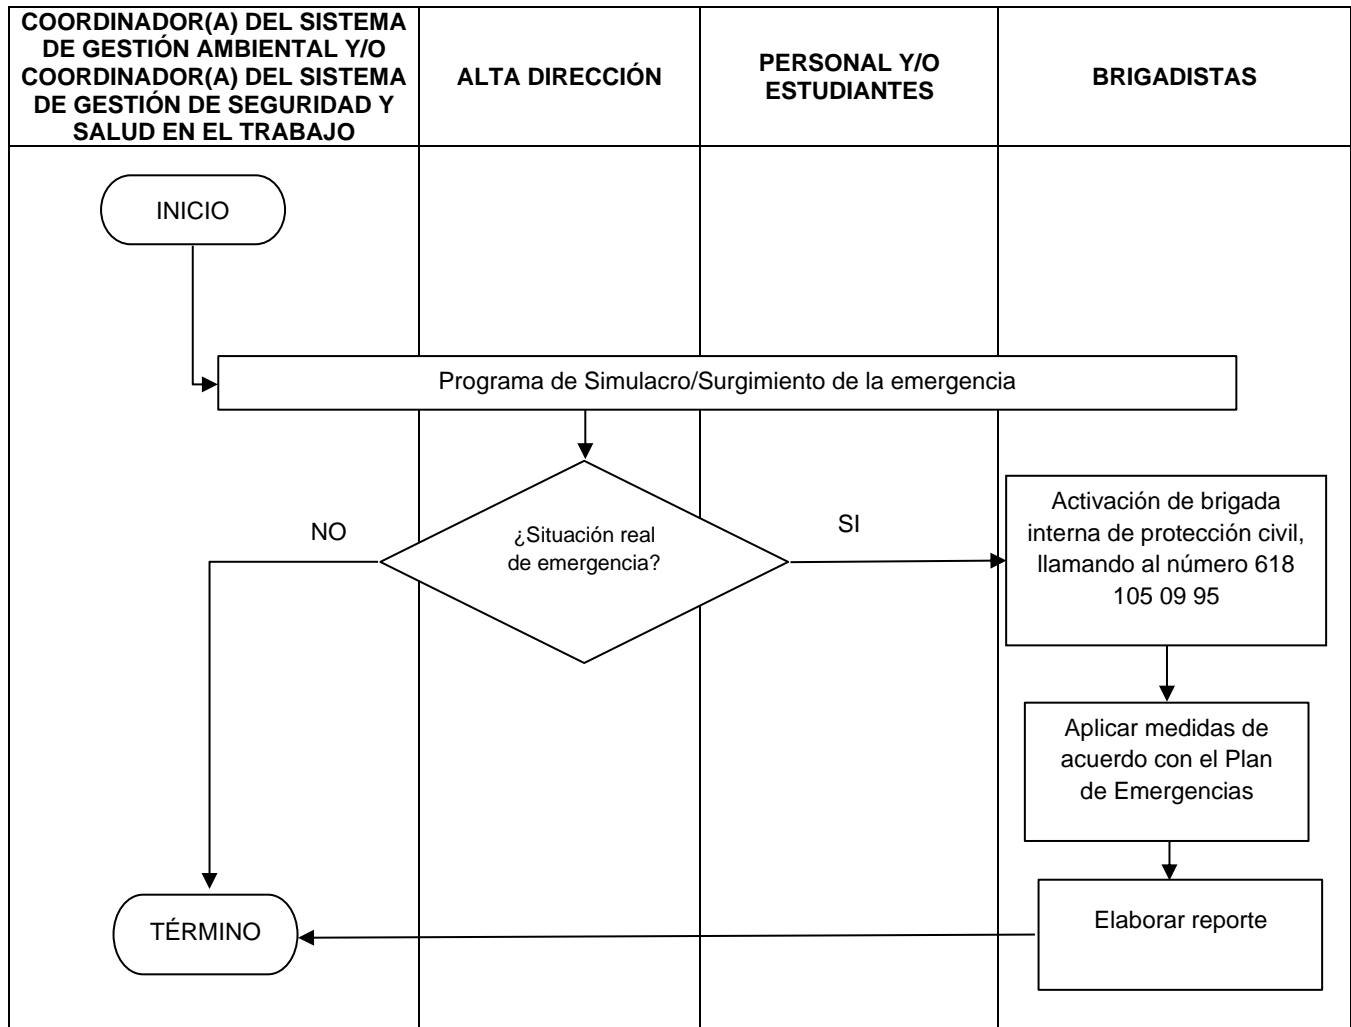 COORDINADOR(A) DEL SISTEMA
DE GESTIÓN AMBIENTAL Y/O
COORDINADOR(A) DEL SISTEMA
DE GESTIÓN DE SEGURIDAD Y
SALUD EN EL TRABAJO
ALTA DIRECCIÓN
PERSONAL Y/O
ESTUDIANTES
BRIGADISTAS
INICIO
Programa de Simulacro/Surgimiento de la emergencia
¿Situación real
de emergencia?
NO
SI
Activación de brigada
interna de protección civil,
llamando al número 618
105 09 95
Aplicar medidas de
acuerdo con el Plan
de Emergencias
Elaborar reporte
TÉRMINO